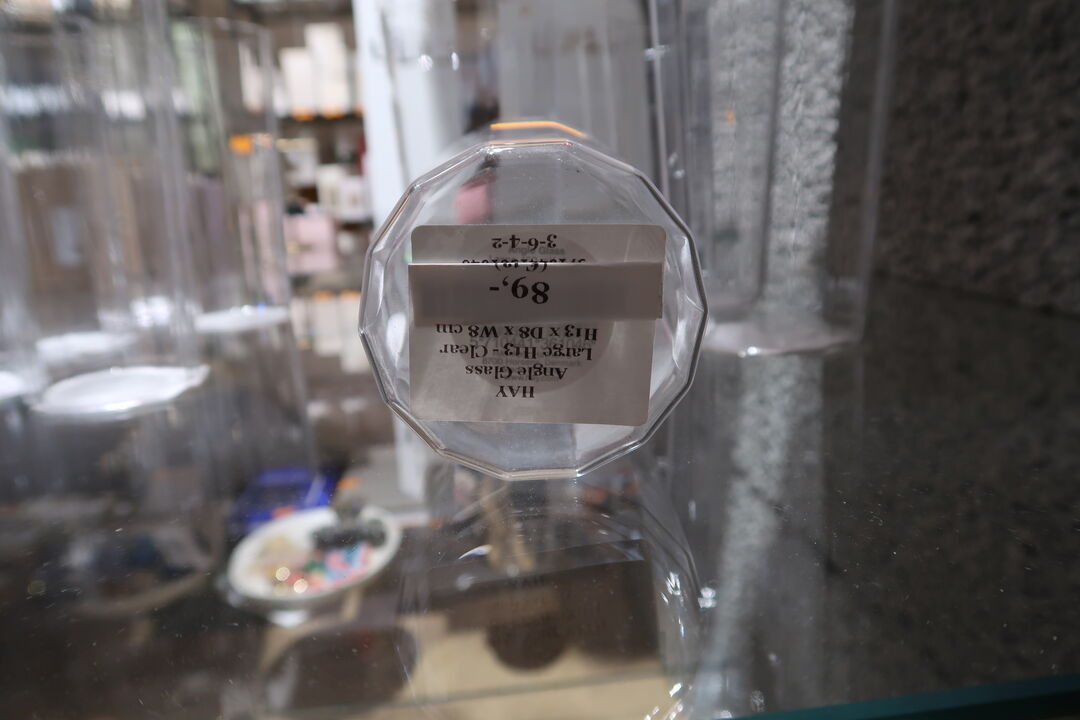 HAY
Angle Glass
Large H13 - Clear
H13 x D8 x W8 cm
89,-
3-6-4-2